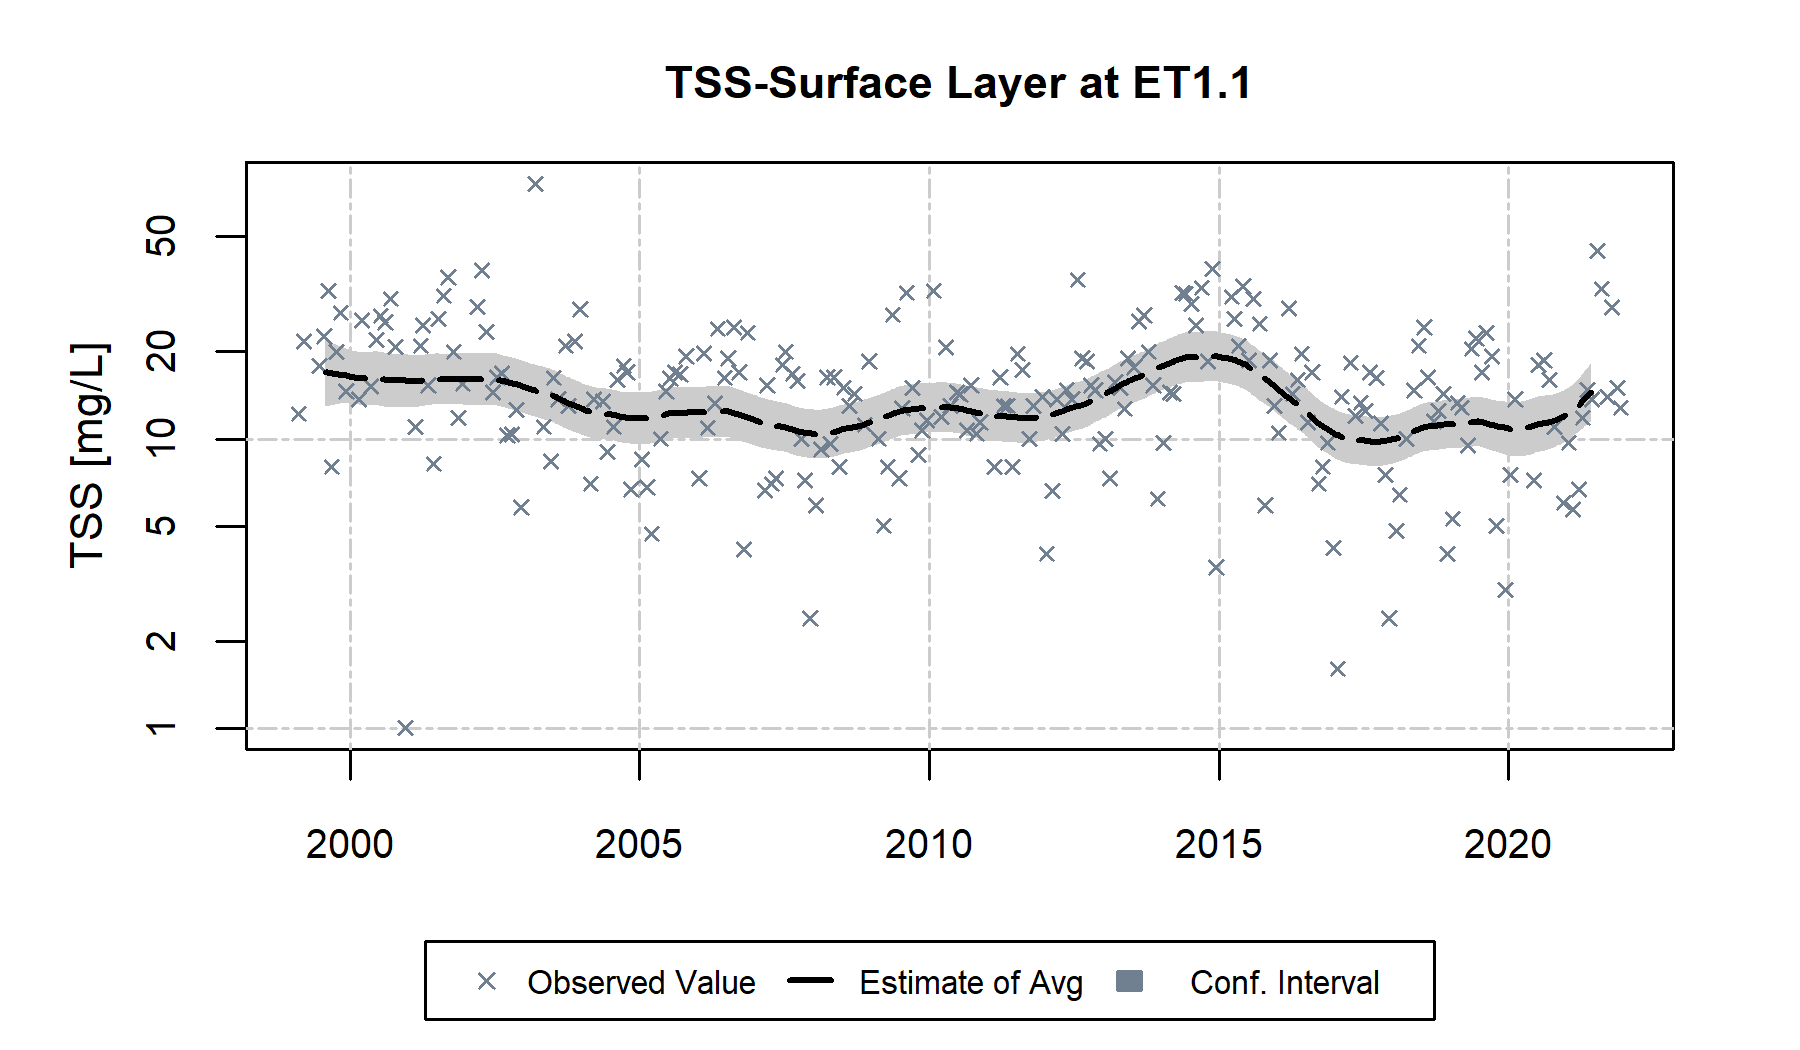 TSS-Surface Layer at ET1.1
TSS [mg/L]
50
20
10
5
2
1
2000 2005 2010 2015 2020
Observed Value Estimate of Avg Conf. Interval